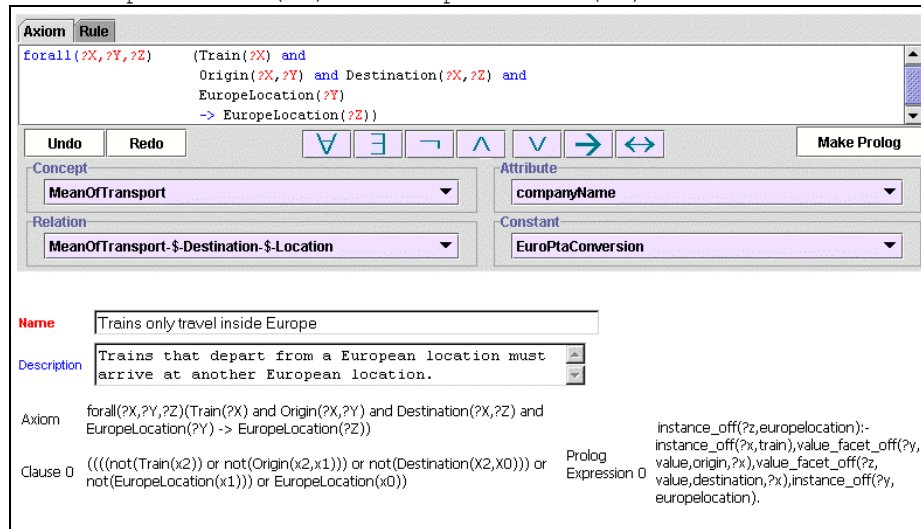 Axiom Rule
forall(?X,?Y,?Z) (Train(?X) and
Origin(?X,?Y) and Destination(?X,?Z) and
EuropeLocation(?Y)
-> EuropeLocation(?Z))
Undo Redo ∀ ∃ ¬ ∧ ∨ → ↔ Make Prolog
Concept Attribute
MeanOfTransport companyName
Relation Constant
MeanOfTransport-$-Destination-$-Location EuroPtaConversion
Name Trains only travel inside Europe
Description Trains that depart from a European location must
arrive at another European location.
Axiom forall(?X,?Y,?Z)(Train(?X) and Origin(?X,?Y) and Destination(?X,?Z) and
EuropeLocation(?Y) -> EuropeLocation(?Z))
Clause 0 ((((not(Train(x2)) or not(Origin(x2,x1))) or not(Destination(X2,X0))) or
not(EuropeLocation(x1))) or EuropeLocation(x0))
Prolog
Expression 0
instance_off(?z,europelocation):-
instance_off(?x,train),value_facet_off(?y,
value,origin,?x),value_facet_off(?z,
value,destination,?x),instance_off(?y,
europelocation).